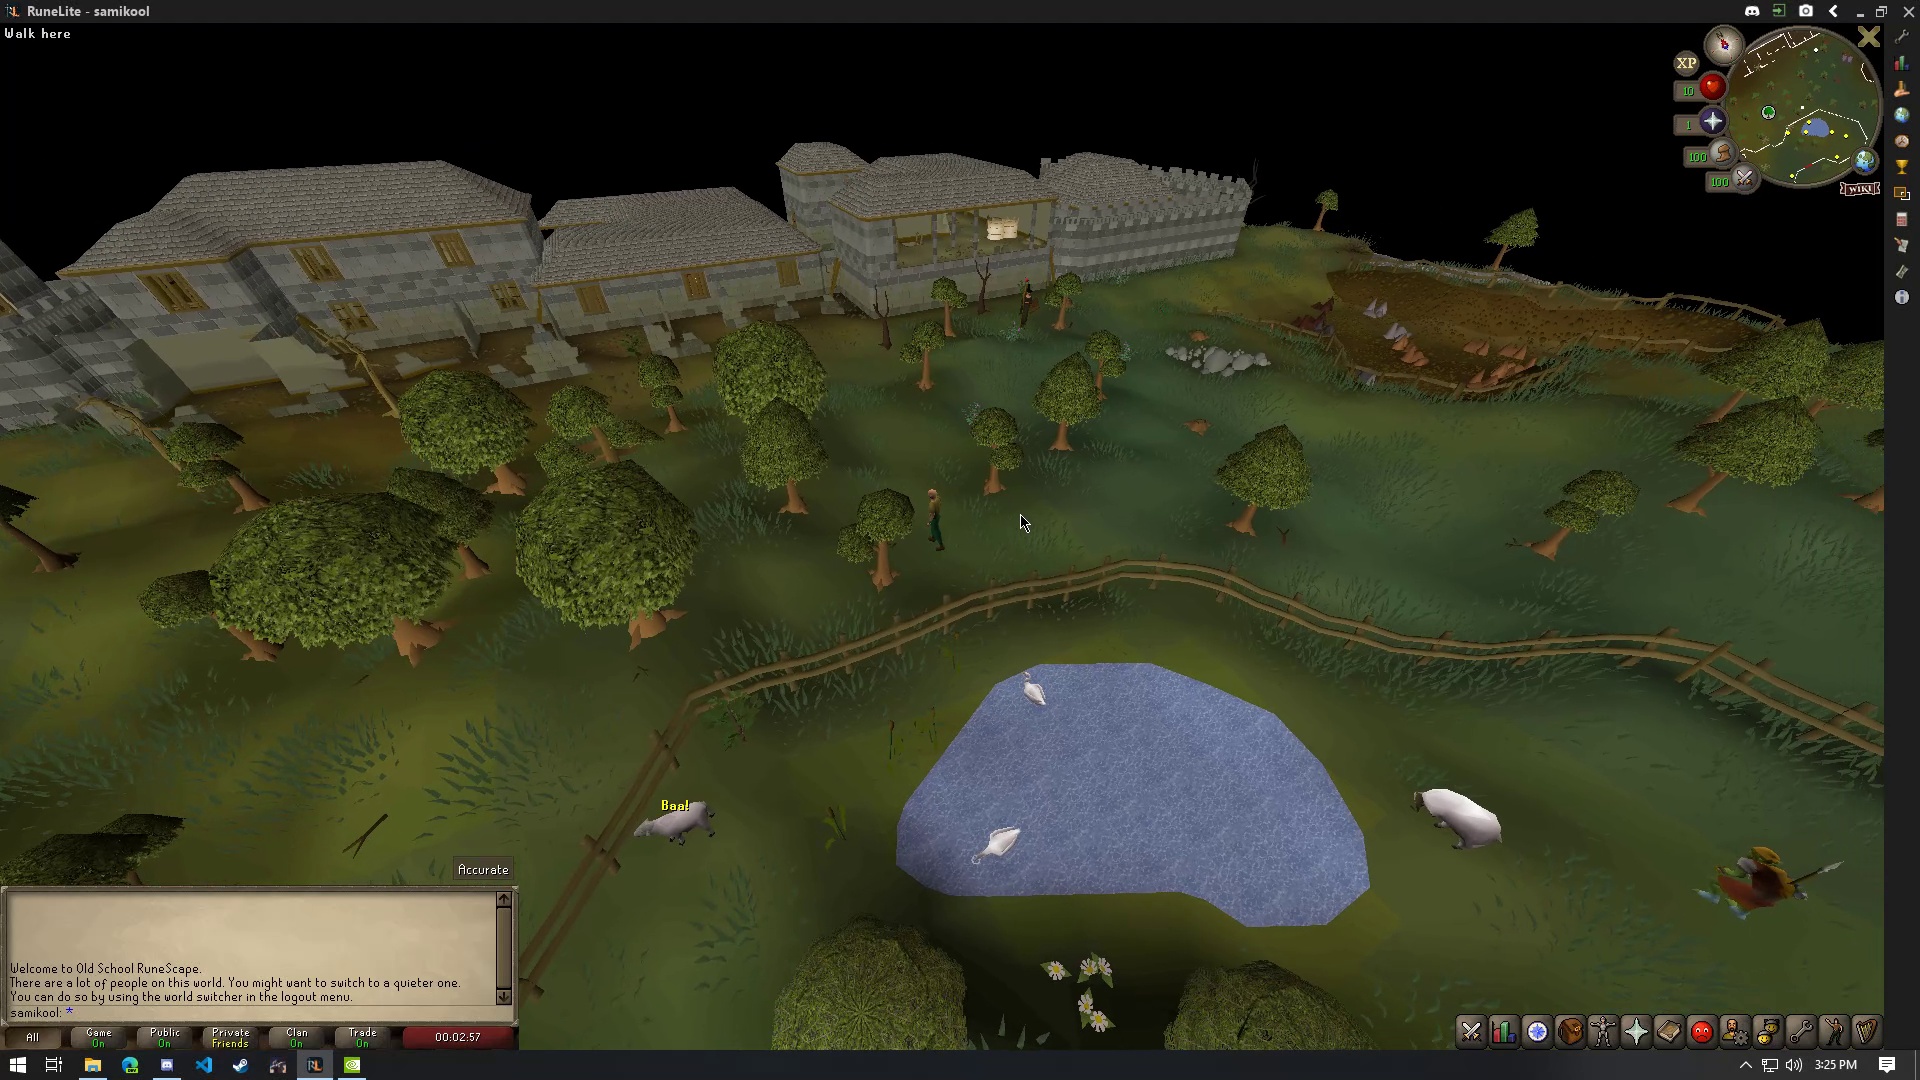 RuneLite - samikool
Walk here
XP
10
1
100
100
WIKI
Baa!
Accurate
Welcome to Old School RuneScape.
There are a lot of people on this world. You might want to switch to a quieter one.
You can do so by using the world switcher in the logout menu.
samikool: *
All
Game
On
Public
On
Private
Friends
Clan
On
Trade
On
00:02:57
3:25 PM